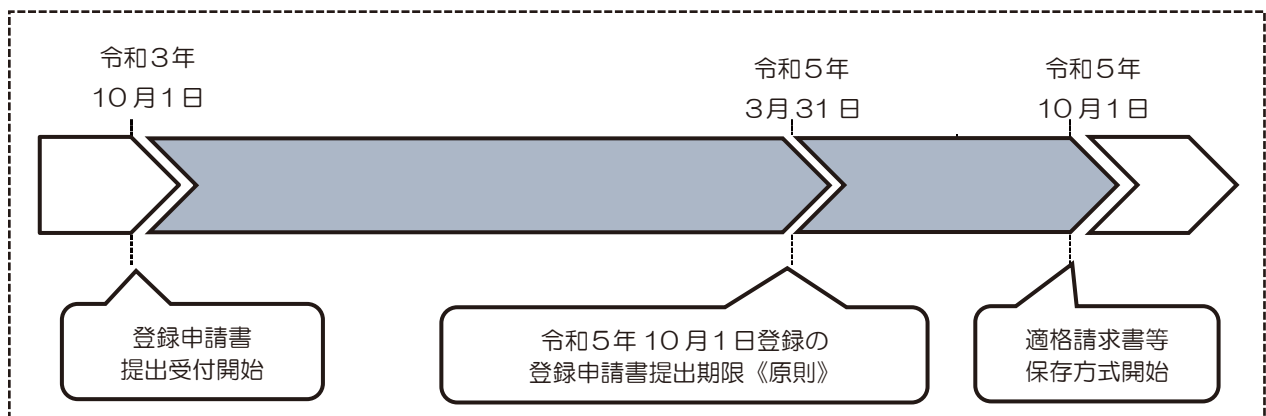 令和３年
10月１日
令和５年
3月31日
令和５年
10月１日
登録申請書
提出受付開始
令和５年10月１日登録の
登録申請書提出期限《原則》
適格請求書等
保存方式開始